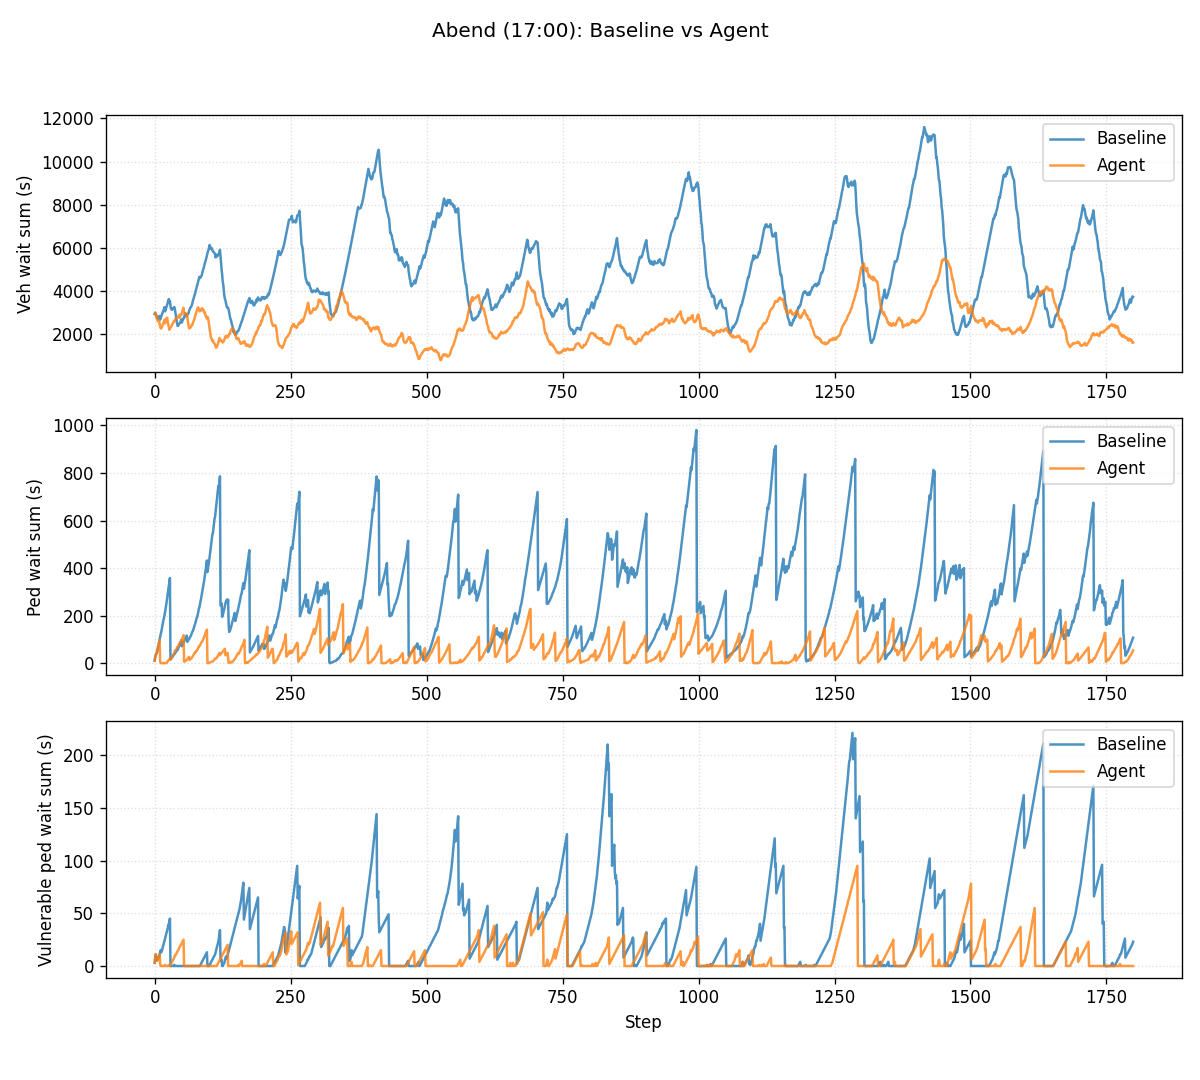 Abend (17:00): Baseline vs Agent
Veh wait sum (s)
12000
10000
8000
6000
4000
2000
Baseline
Agent
0 250 500 750 1000 1250 1500 1750
Ped wait sum (s)
1000
800
600
400
200
0
Baseline
Agent
0 250 500 750 1000 1250 1500 1750
Vulnerable ped wait sum (s)
200
150
100
50
0
Baseline
Agent
0 250 500 750 1000 1250 1500 1750
Step